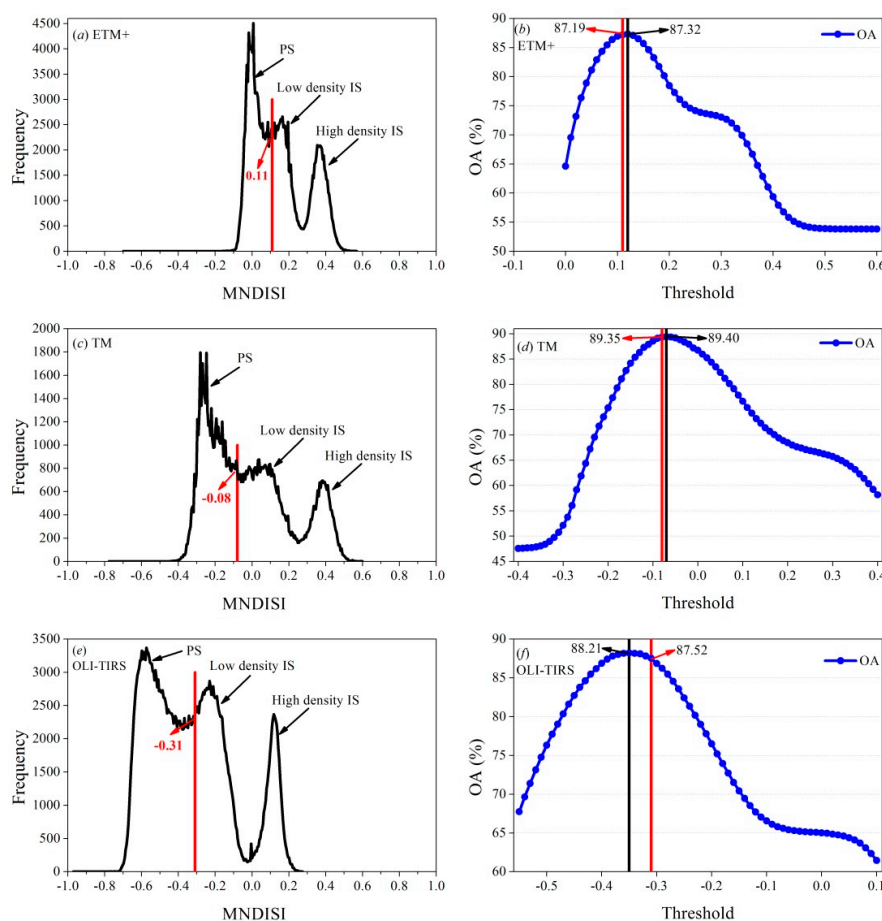 (a) ETM+
PS
Low density IS
High density IS
0.11
Frequency
4500
4000
3500
3000
2500
2000
1500
1000
500
0
-1.0 -0.8 -0.6 -0.4 -0.2 0.0 0.2 0.4 0.6 0.8 1.0
MNDISI
(b)
ETM+
87.19
87.32
OA
OA (%)
90
85
80
75
70
65
60
55
50
-0.1 0.0 0.1 0.2 0.3 0.4 0.5 0.6
Threshold
(c) TM
PS
Low density IS
High density IS
-0.08
Frequency
2000
1800
1600
1400
1200
1000
800
600
400
200
0
-1.0 -0.8 -0.6 -0.4 -0.2 0.0 0.2 0.4 0.6 0.8 1.0
MNDISI
(d) TM
89.35
89.40
OA
OA (%)
90
85
80
75
70
65
60
55
50
45
-0.4 -0.3 -0.2 -0.1 0.0 0.1 0.2 0.3 0.4
Threshold
(e)
OLI-TIRS
PS
Low density IS
High density IS
-0.31
Frequency
3500
3000
2500
2000
1500
1000
500
0
-1.0 -0.8 -0.6 -0.4 -0.2 0.0 0.2 0.4 0.6 0.8 1.0
MNDISI
(f)
OLI-TIRS
88.21
87.52
OA
OA (%)
90
85
80
75
70
65
60
-0.5 -0.4 -0.3 -0.2 -0.1 0.0 0.1
Threshold